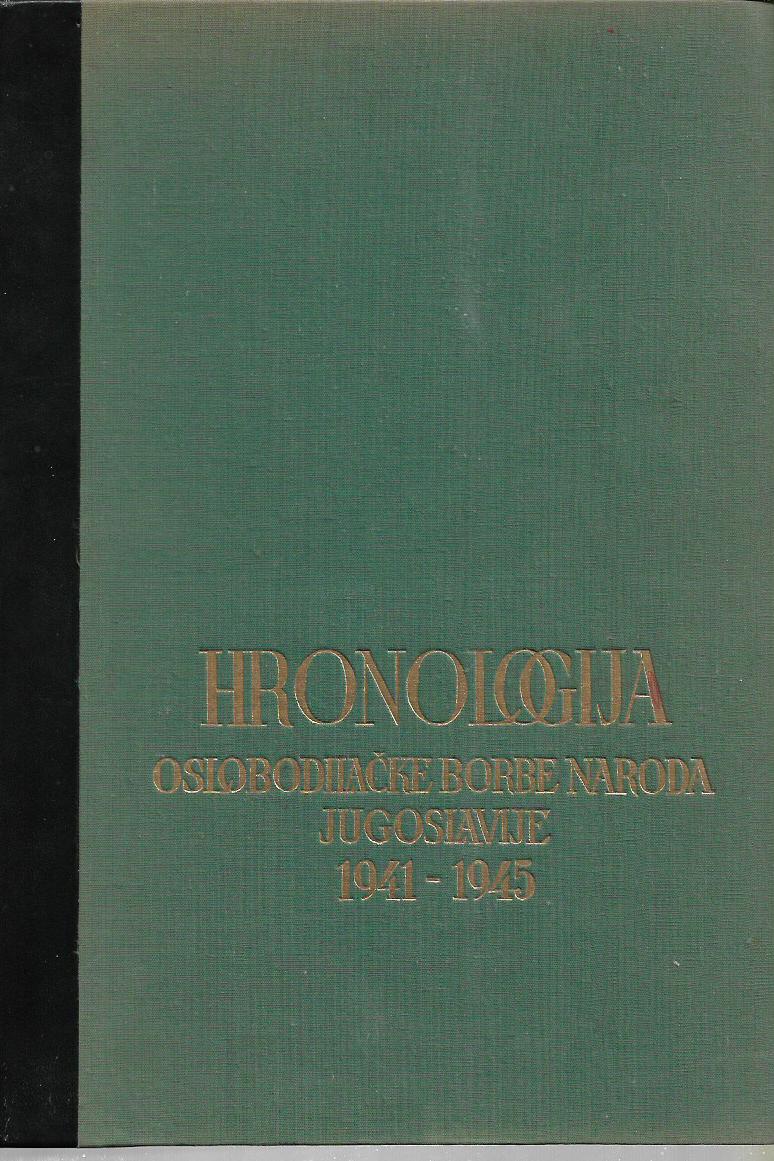 HRONOLOGIJA
OSLOBODILAČKE BORBE NARODA
JUGOSLAVIJE
1941 - 1945